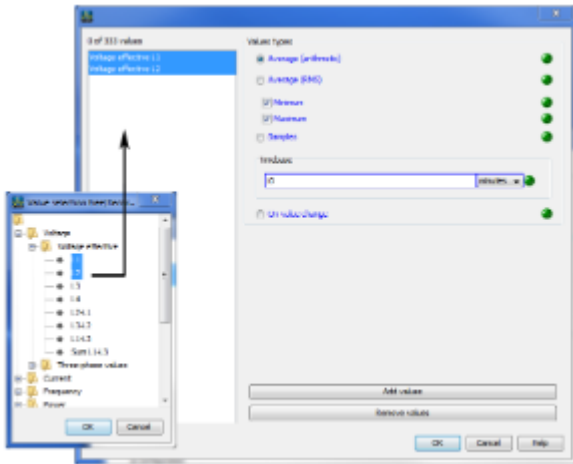 0 of 333 values
Values types
Voltage effective L1
Voltage effective L2
Average (arithmetic)
Average (RMS)
Minimum
Maximum
Samples
Timebase
minutes
On value change
Value selection
Voltage
Voltage effective
L1
L2
L3
L4
Three-phase values
Current
Frequency
Power
OK
Cancel
Add values
Remove values
OK
Cancel
Help